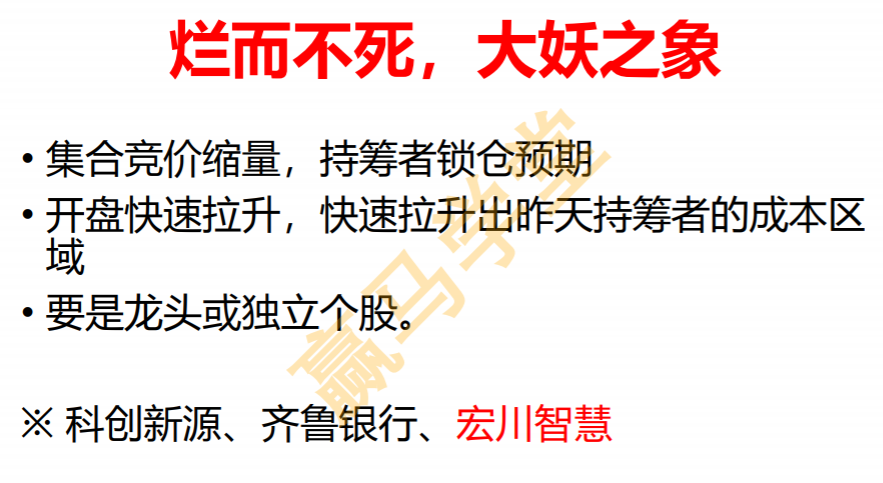 烂而不死，大妖之象
• 集合竞价缩量，持筹者锁仓预期
• 开盘快速拉升，快速拉升出昨天持筹者的成本区
域
• 要是龙头或独立个股。
※ 科创新源、齐鲁银行、宏川智慧
赢马学堂